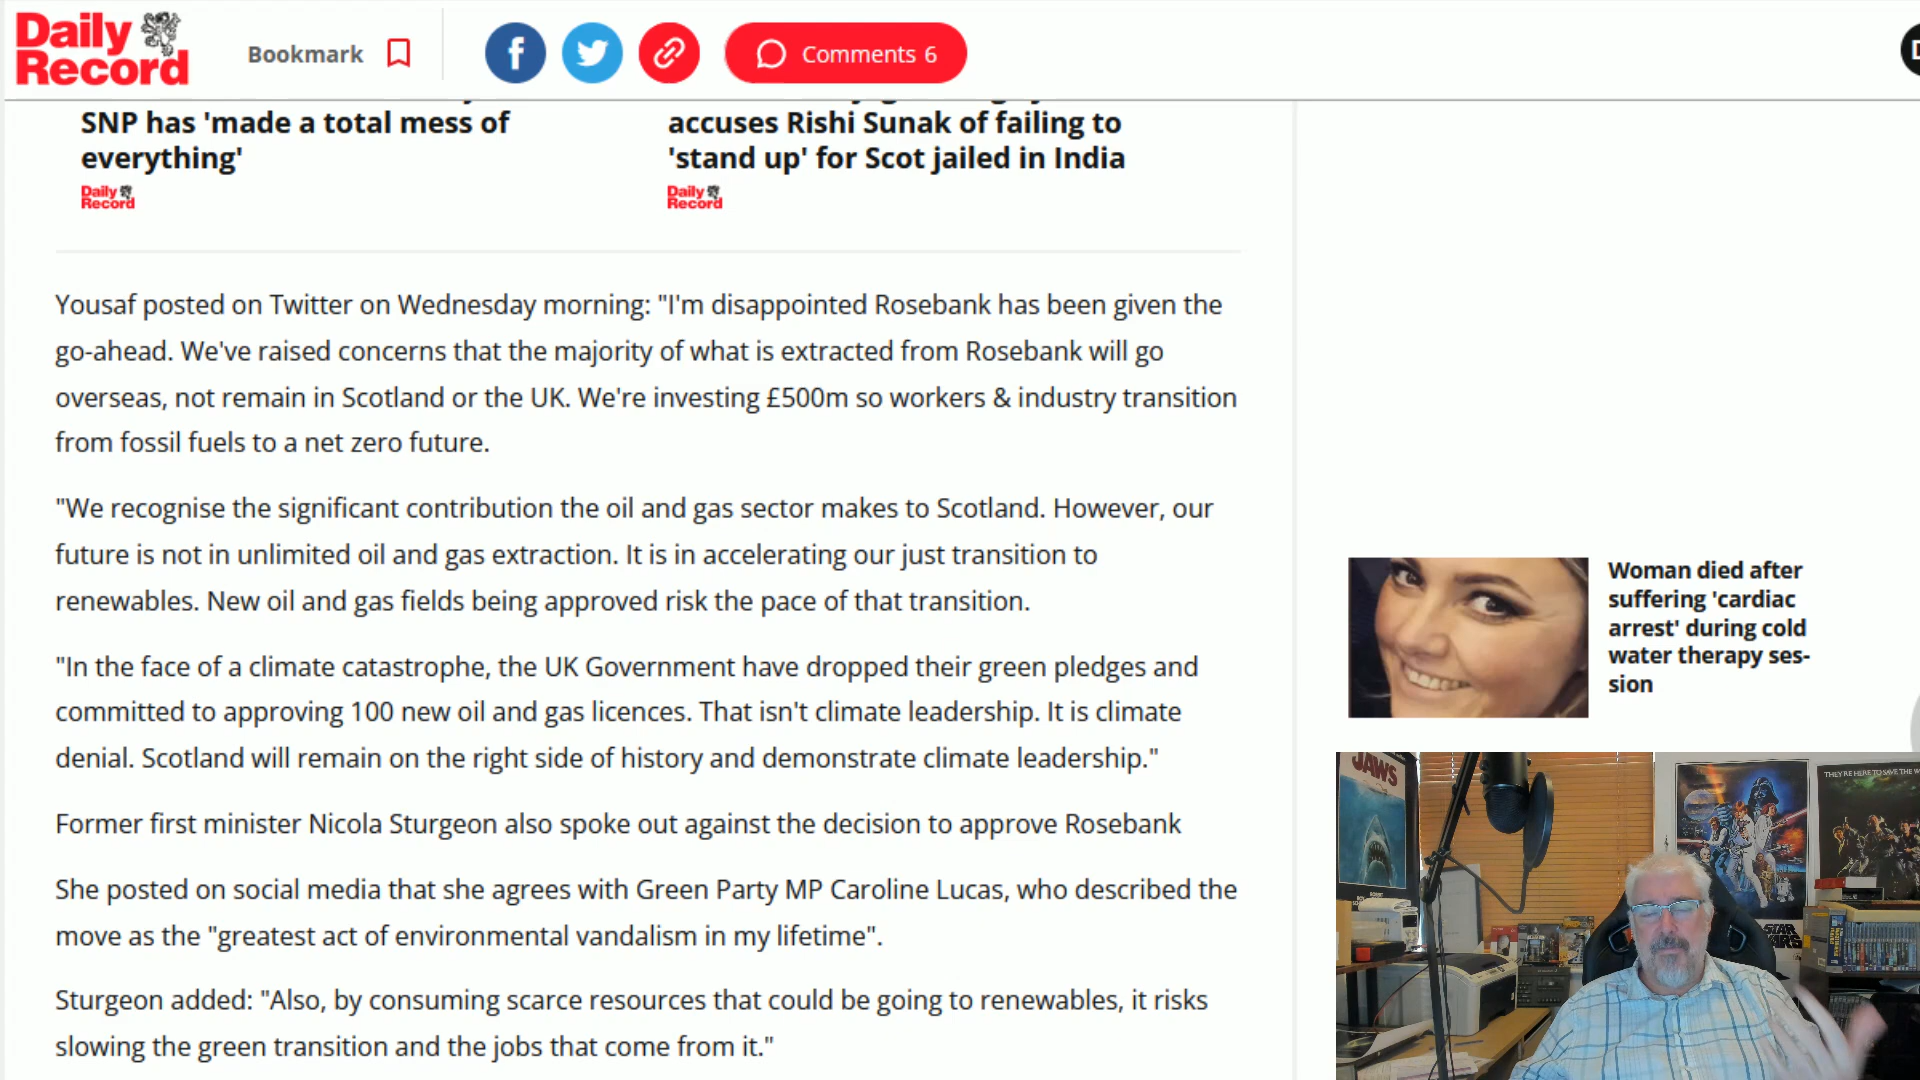 Daily
Record
Bookmark
Comments 6
SNP has 'made a total mess of
everything'
Daily
Record
accuses Rishi Sunak of failing to
'stand up' for Scot jailed in India
Daily
Record
Yousaf posted on Twitter on Wednesday morning: "I'm disappointed Rosebank has been given the
go-ahead. We've raised concerns that the majority of what is extracted from Rosebank will go
overseas, not remain in Scotland or the UK. We're investing £500m so workers & industry transition
from fossil fuels to a net zero future.
"We recognise the significant contribution the oil and gas sector makes to Scotland. However, our
future is not in unlimited oil and gas extraction. It is in accelerating our just transition to
renewables. New oil and gas fields being approved risk the pace of that transition.
"In the face of a climate catastrophe, the UK Government have dropped their green pledges and
committed to approving 100 new oil and gas licences. That isn't climate leadership. It is climate
denial. Scotland will remain on the right side of history and demonstrate climate leadership."
Former first minister Nicola Sturgeon also spoke out against the decision to approve Rosebank
She posted on social media that she agrees with Green Party MP Caroline Lucas, who described the
move as the "greatest act of environmental vandalism in my lifetime".
Sturgeon added: "Also, by consuming scarce resources that could be going to renewables, it risks
slowing the green transition and the jobs that come from it."
Woman died after
suffering 'cardiac
arrest' during cold
water therapy ses-
sion
JAWS
THEY'RE HERE TO SAVE THE W
STAR
WARS